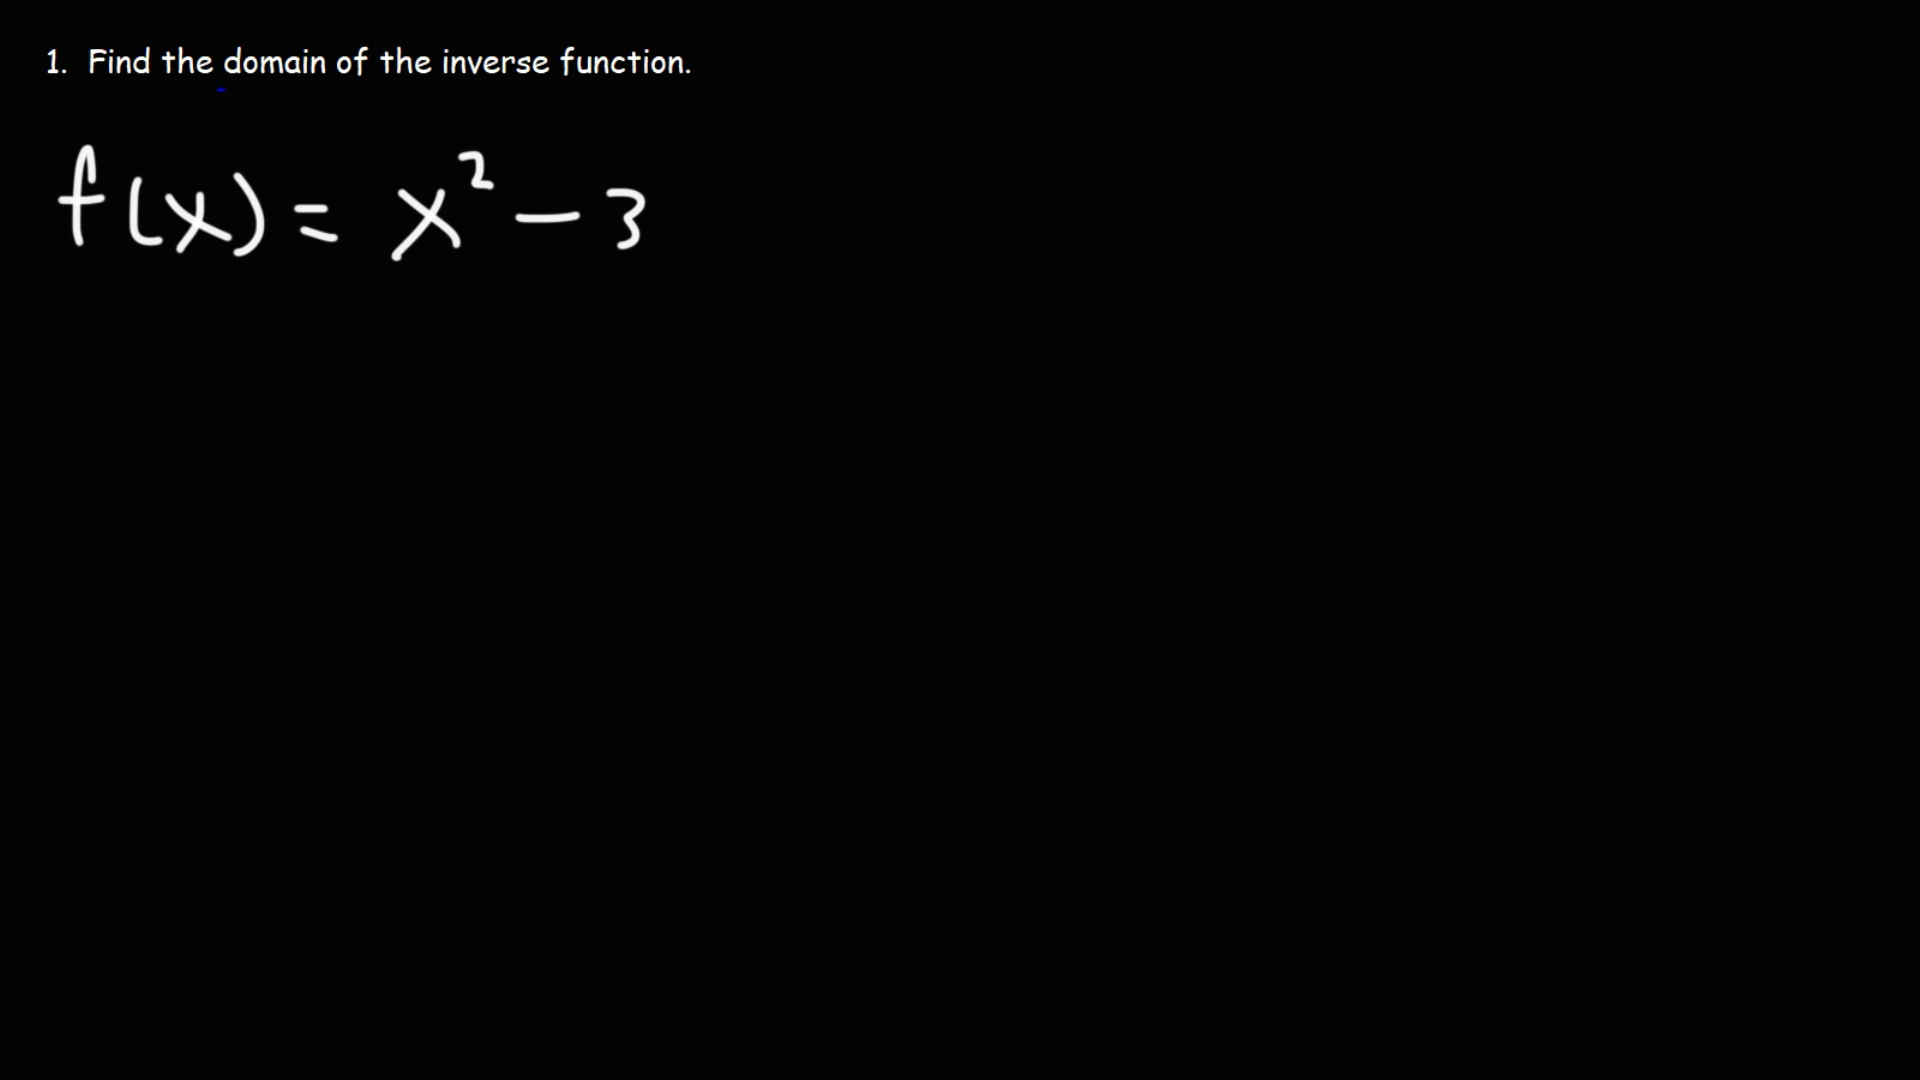 1. Find the domain of the inverse function.
f(x) = x² - 3